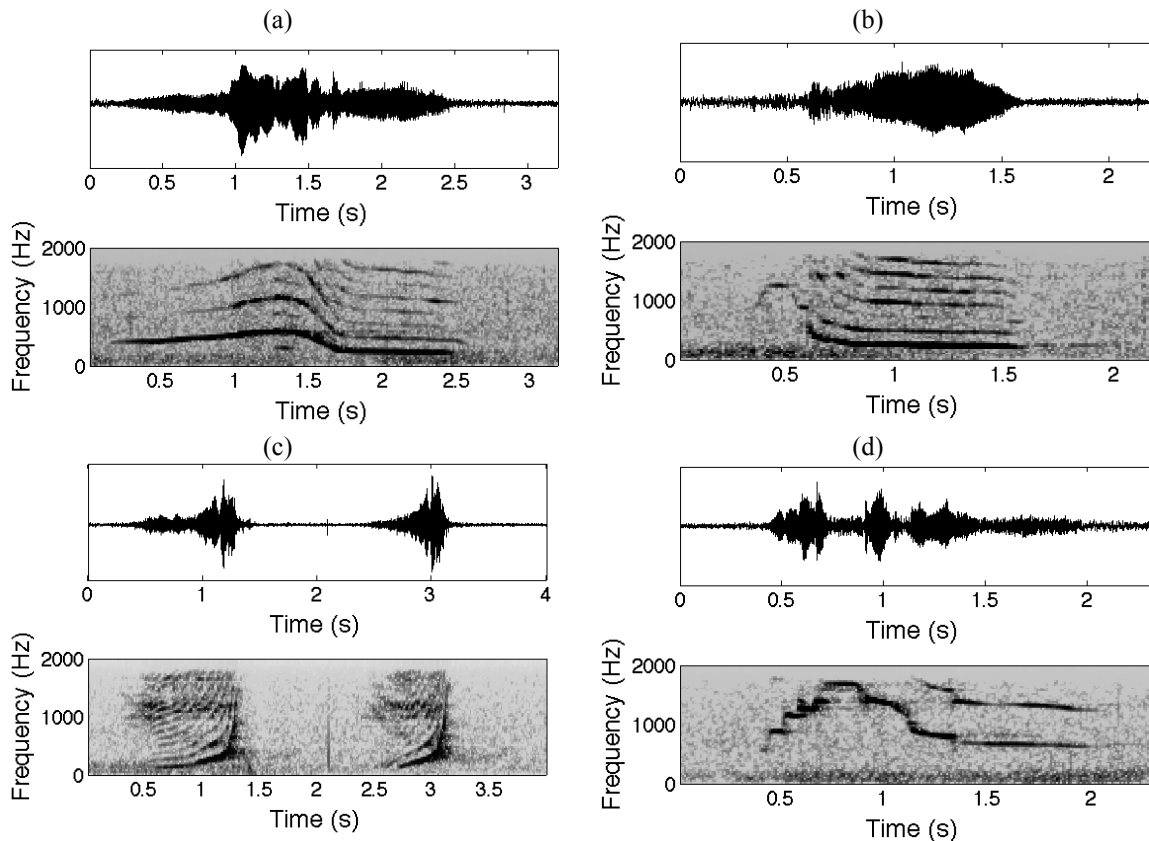 (a)
0 0.5 1 1.5 2 2.5 3
Time (s)
Frequency (Hz)
2000
1000
0
0.5 1 1.5 2 2.5 3
Time (s)
(b)
0 0.5 1 1.5 2
Time (s)
Frequency (Hz)
2000
1000
0
0.5 1 1.5 2
Time (s)
(c)
0 1 2 3 4
Time (s)
Frequency (Hz)
2000
1000
0
0.5 1 1.5 2 2.5 3 3.5
Time (s)
(d)
0 0.5 1 1.5 2
Time (s)
Frequency (Hz)
2000
1000
0
0.5 1 1.5 2
Time (s)